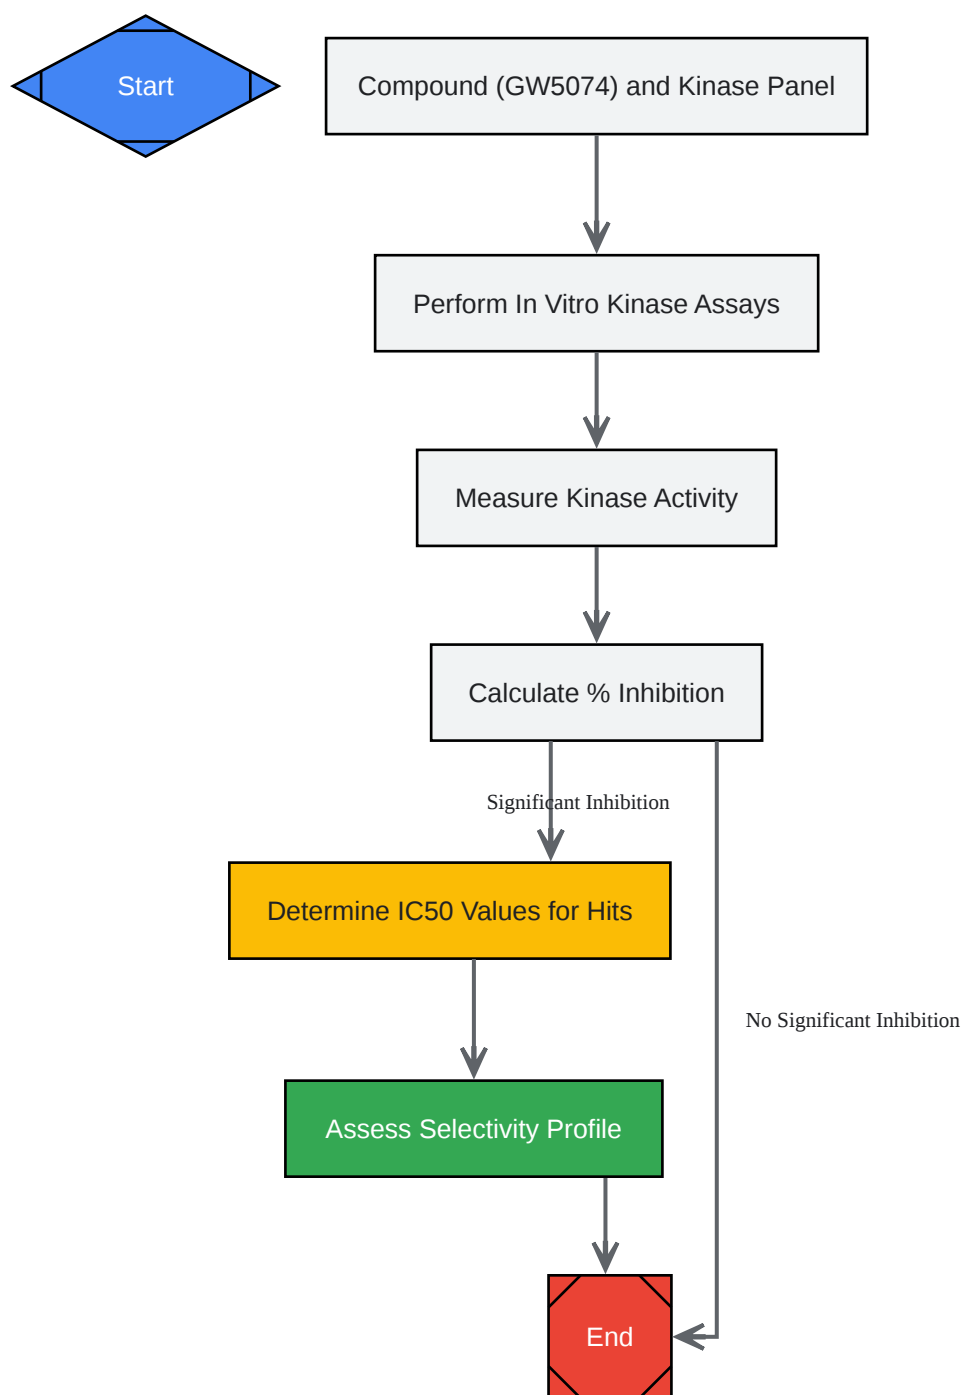 Start
Compound (GW5074) and Kinase Panel
Perform In Vitro Kinase Assays
Measure Kinase Activity
Calculate % Inhibition
Significant Inhibition
Determine IC50 Values for Hits
No Significant Inhibition
Assess Selectivity Profile
End